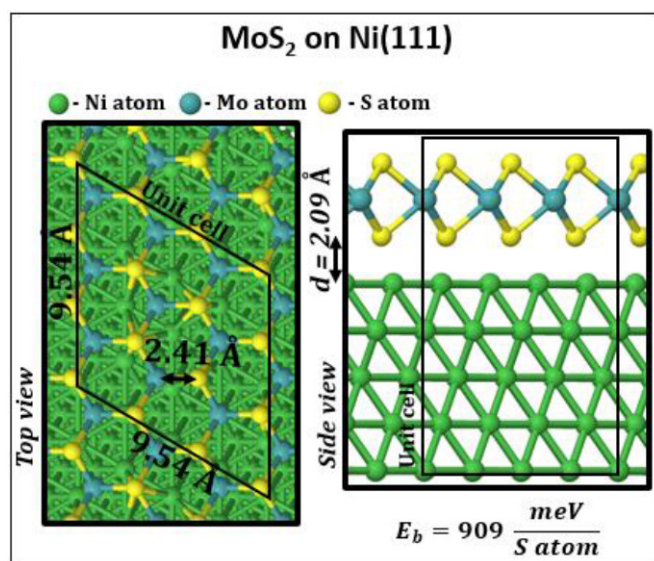 MoS₂ on Ni(111)
- Ni atom - Mo atom - S atom
Top view
9.54 Å
Unit cell
2.41 Å
9.54 Å
Side view
d = 2.09 Å
Unit cell
E_b = 909 meV / S atom